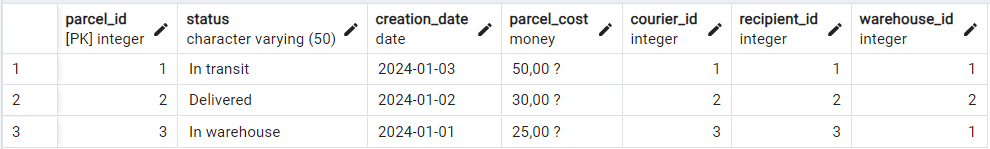 parcel_id status creation_date parcel_cost courier_id recipient_id warehouse_id
[PK] integer character varying (50) date money integer integer integer
1 1 In transit 2024-01-03 50,00 ? 1 1 1
2 2 Delivered 2024-01-02 30,00 ? 2 2 2
3 3 In warehouse 2024-01-01 25,00 ? 3 3 1